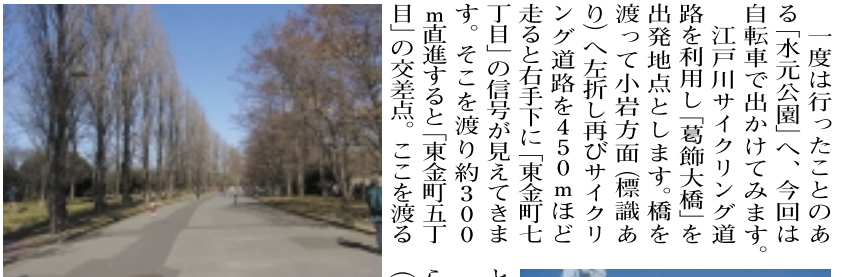 一度は行ったことのあ
る「水元公園」へ、今回は
自転車で出かけてみます。
江戸川サイクリング道
路を利用し「葛飾大橋」を
出発地点とします。橋を
渡って小岩方面（標識あ
り）へ左折し再びサイクリ
ング道路を４５０ｍほど
走ると右手下に「東金町七
丁目」の信号が見えてきま
す。そこを渡り約３００
ｍ直進すると「東金町五丁
目」の交差点。ここを渡る